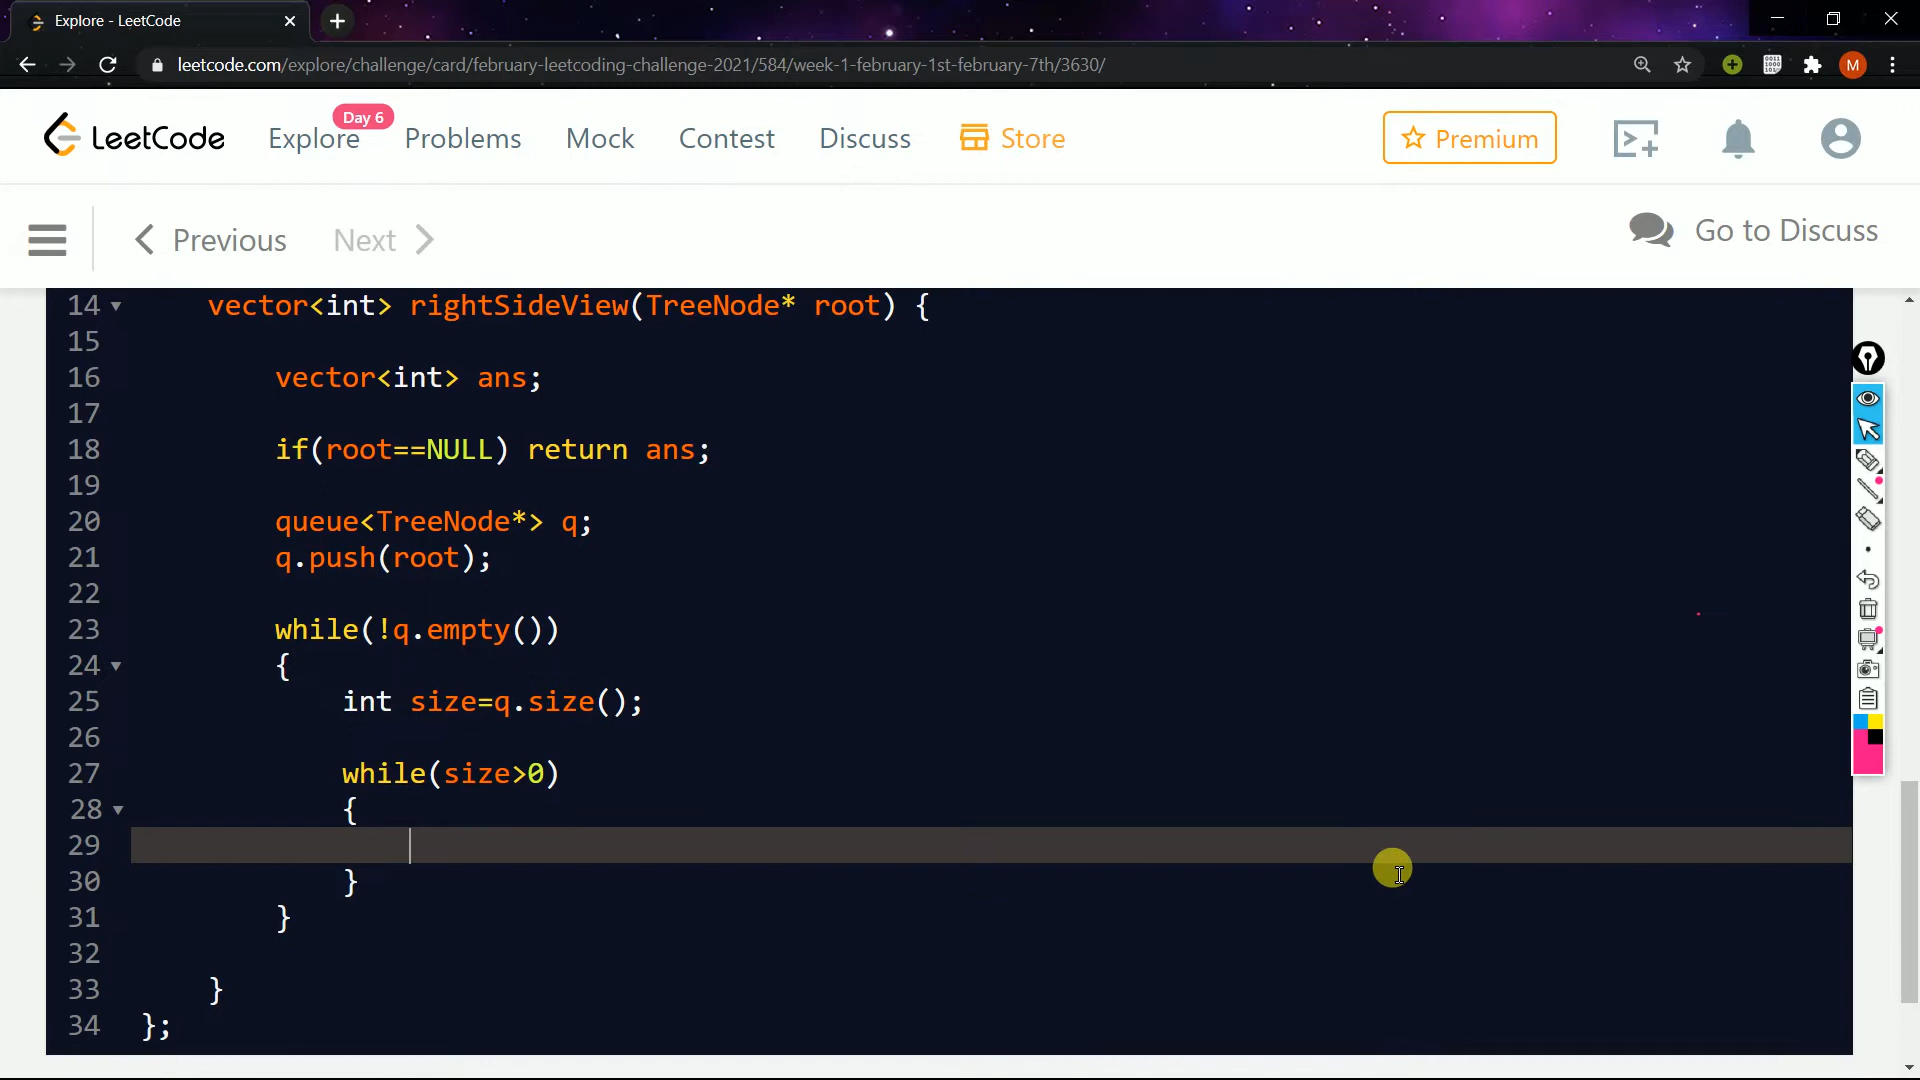 Explore - LeetCode
leetcode.com/explore/challenge/card/february-leetcoding-challenge-2021/584/week-1-february-1st-february-7th/3630/
M
LeetCode Explore Day 6 Problems Mock Contest Discuss Store Premium
Previous Next Go to Discuss
14 vector<int> rightSideView(TreeNode* root) {
15
16 vector<int> ans;
17
18 if(root==NULL) return ans;
19
20 queue<TreeNode*> q;
21 q.push(root);
22
23 while(!q.empty())
24 {
25 int size=q.size();
26
27 while(size>0)
28 {
29
30 }
31 }
32
33 }
34 };